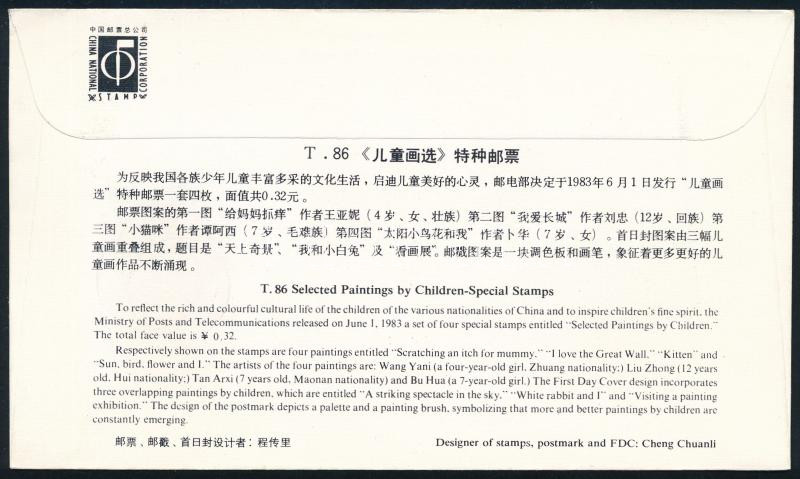 中国邮票总公司
CHINA NATIONAL
STAMP
CORPORATION
T.86《儿童画选》特种邮票
为反映我国各族少年儿童丰富多采的文化生活，启迪儿童美好的心灵，邮电部决定于1983年6月1日发行“儿童画
选”特种邮票一套四枚，面值共0.32元。
邮票图案的第一图“给妈妈抓痒”作者王亚妮（4岁、女、壮族）第二图“我爱长城”作者刘忠（12岁、回族）第
三图“小猫咪”作者谭阿西（7岁、毛难族）第四图“太阳小鸟花和我”作者卜华（7岁、女）。首日封图案由三幅儿
童画重叠组成，题目是“天上奇景”、“我和小白兔”及“看画展”。邮戳图案是一块调色板和画笔，象征着更多更好的儿
童画作品不断涌现。
T.86 Selected Paintings by Children-Special Stamps
To reflect the rich and colourful cultural life of the children of the various nationalities of China and to inspire children's fine spirit, the
Ministry of Posts and Telecommunications released on June 1, 1983 a set of four special stamps entitled "Selected Paintings by Children."
The total face value is ¥ 0.32.
Respectively shown on the stamps are four paintings entitled "Scratching an itch for mummy," "I love the Great Wall," "Kitten" and
"Sun, bird, flower and I." The artists of the four paintings are: Wang Yani (a four-year-old girl, Zhuang nationality;) Liu Zhong (12 years
old, Hui nationality;) Tan Arxi (7 years old, Maonan nationality) and Bu Hua (a 7-year-old girl.) The First Day Cover design incorporates
three overlapping paintings by children, which are entitled "A striking spectacle in the sky," "White rabbit and I" and "Visiting a painting
exhibition." The design of the postmark depicts a palette and a painting brush, symbolizing that more and better paintings by children are
constantly emerging.
邮票、邮戳、首日封设计者：程传里
Designer of stamps, postmark and FDC: Cheng Chuanli